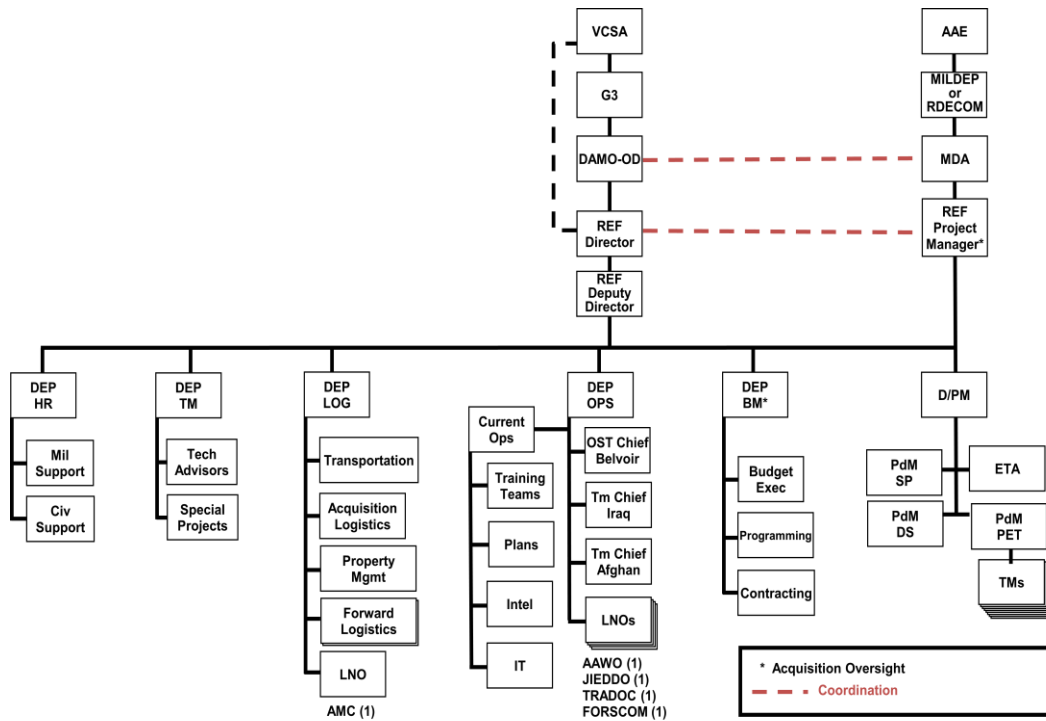 VCSA
AAE
G3
MILDEP
or
RDECOM
DAMO-OD
MDA
REF
Director
REF
Project
Manager*
REF
Deputy
Director
DEP
HR
DEP
TM
DEP
LOG
DEP
OPS
DEP
BM*
D/PM
Mil
Support
Civ
Support
Tech
Advisors
Special
Projects
Transportation
Acquisition
Logistics
Property
Mgmt
Forward
Logistics
LNO
AMC (1)
Current
Ops
Training
Teams
Plans
Intel
IT
OST Chief
Belvoir
Tm Chief
Iraq
Tm Chief
Afghan
LNOs
AAWO (1)
JIEDDO (1)
TRADOC (1)
FORSCOM (1)
Budget
Exec
Programming
Contracting
PdM
SP
ETA
PdM
DS
PdM
PET
TMs
* Acquisition Oversight
Coordination